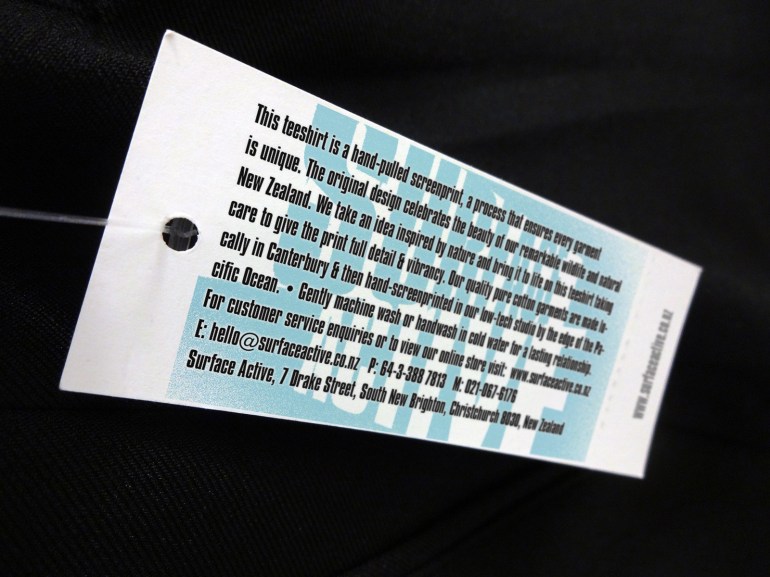 This teeshirt is a hand-pulled screenprint, a process that ensures every garment
is unique. The original design celebrates the beauty of our remarkable wildlife and natural
New Zealand. We take an idea inspired by nature and bring it to life on this teeshirt taking
care to give the print full detail & vibrancy. Our quality pure cotton garments are made lo-
cally in Canterbury & then hand-screenprinted in our low-tech studio by the edge of the Pa-
cific Ocean. • Gently machine wash or handwash in cold water for a lasting relationship.
For customer service enquiries or to view our online store visit: www.surfaceactive.co.nz
E: hello@surfaceactive.co.nz P: 64-3-388 7813 M: 021-067-6176
Surface Active, 7 Drake Street, South New Brighton, Christchurch 8030, New Zealand
www.surfaceactive.co.nz